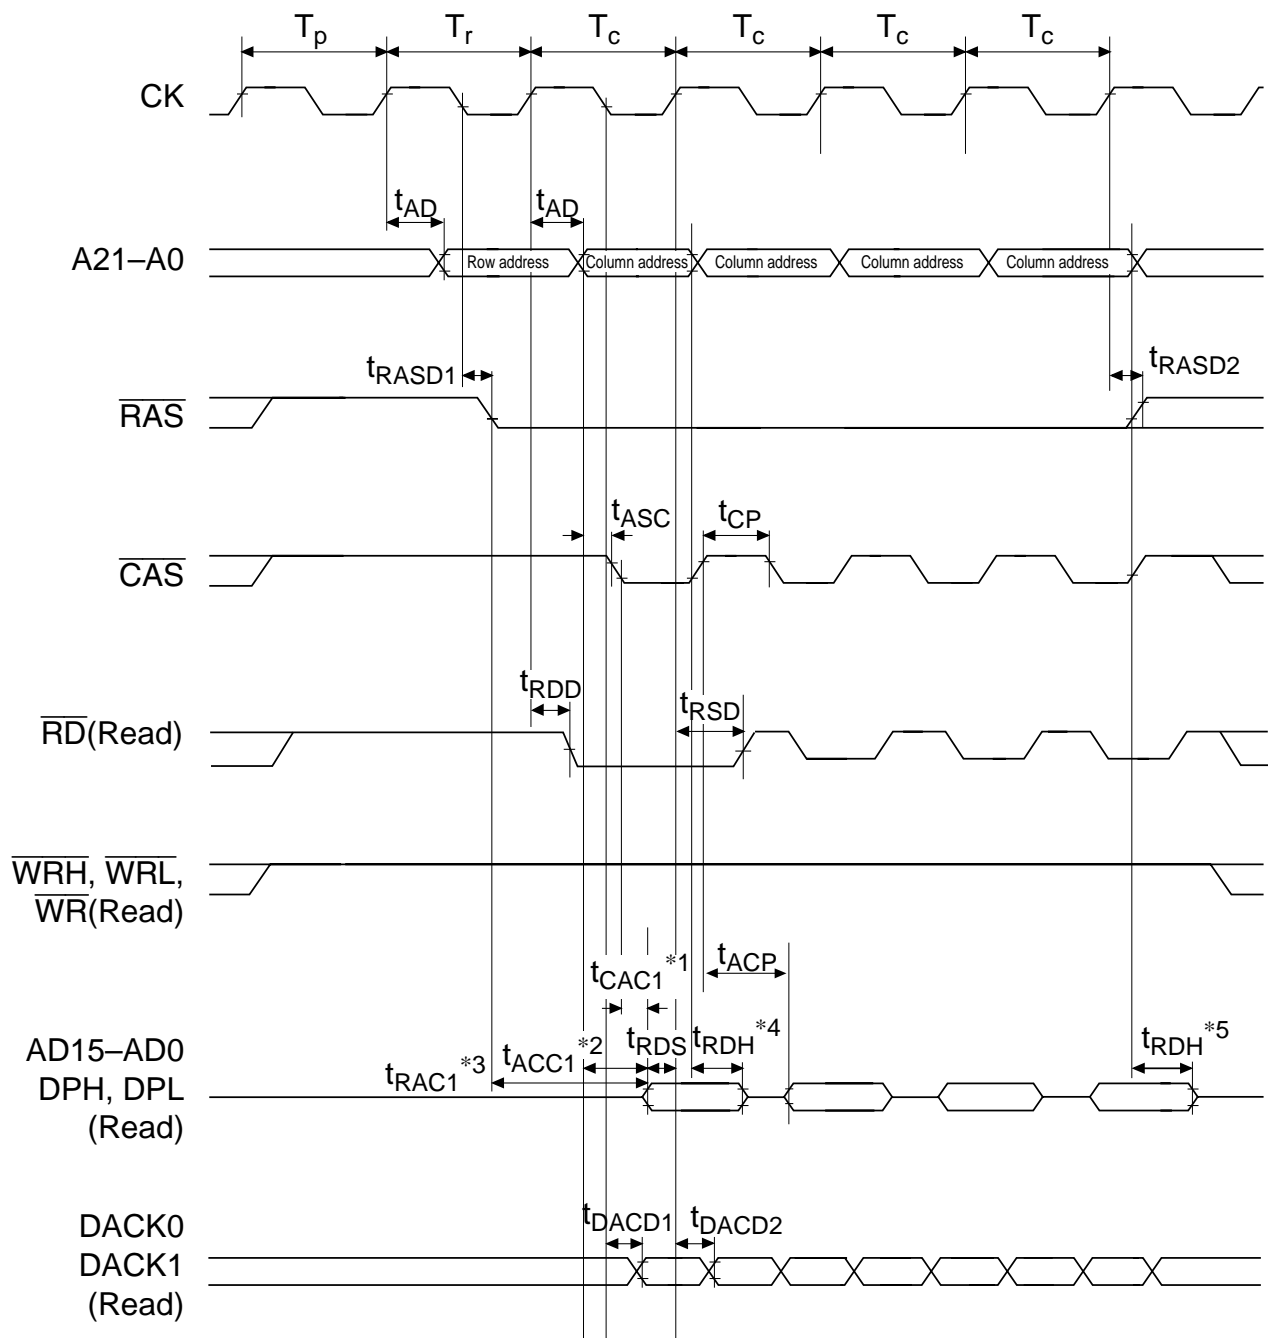 Tp Tr Tc Tc Tc Tc
CK
tAD tAD
A21–A0 Row address Column address Column address Column address Column address
tRASD1 tRASD2
RAS
tASC tCP
CAS
tRDD tRSD
RD(Read)
WRH, WRL,
WR(Read)
tCAC1*1 tACP
AD15–AD0
DPH, DPL
(Read)
tRAC1*3 tACC1*2 tRDS tRDH*4 tRDH*5
DACK0
DACK1
(Read)
tDACD1 tDACD2